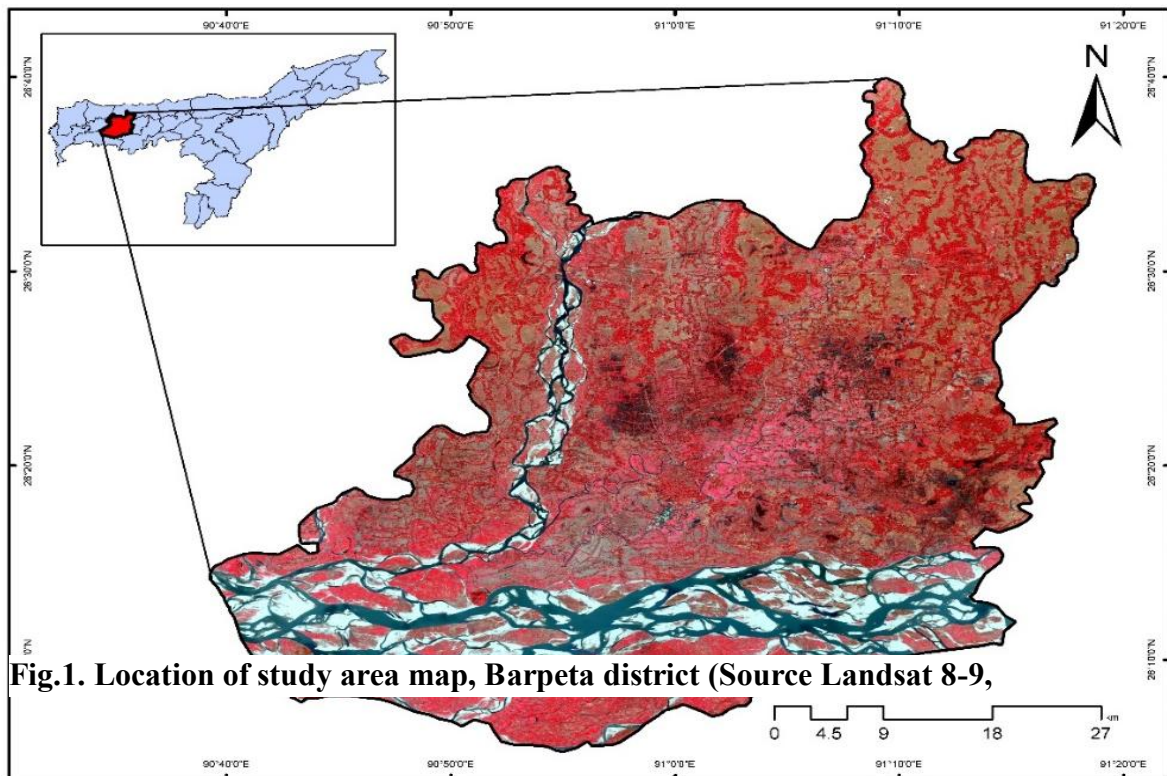 90°40'0"E 90°50'0"E 91°0'0"E 91°10'0"E 91°20'0"E
N
26°40'0"N 26°40'0"N
26°30'0"N 26°30'0"N
26°20'0"N 26°20'0"N
0'0"N 26°10'0"N
Fig.1. Location of study area map, Barpeta district (Source Landsat 8-9,
km
0 4.5 9 18 27
90°40'0"E 90°50'0"E 91°0'0"E 91°10'0"E 91°20'0"E